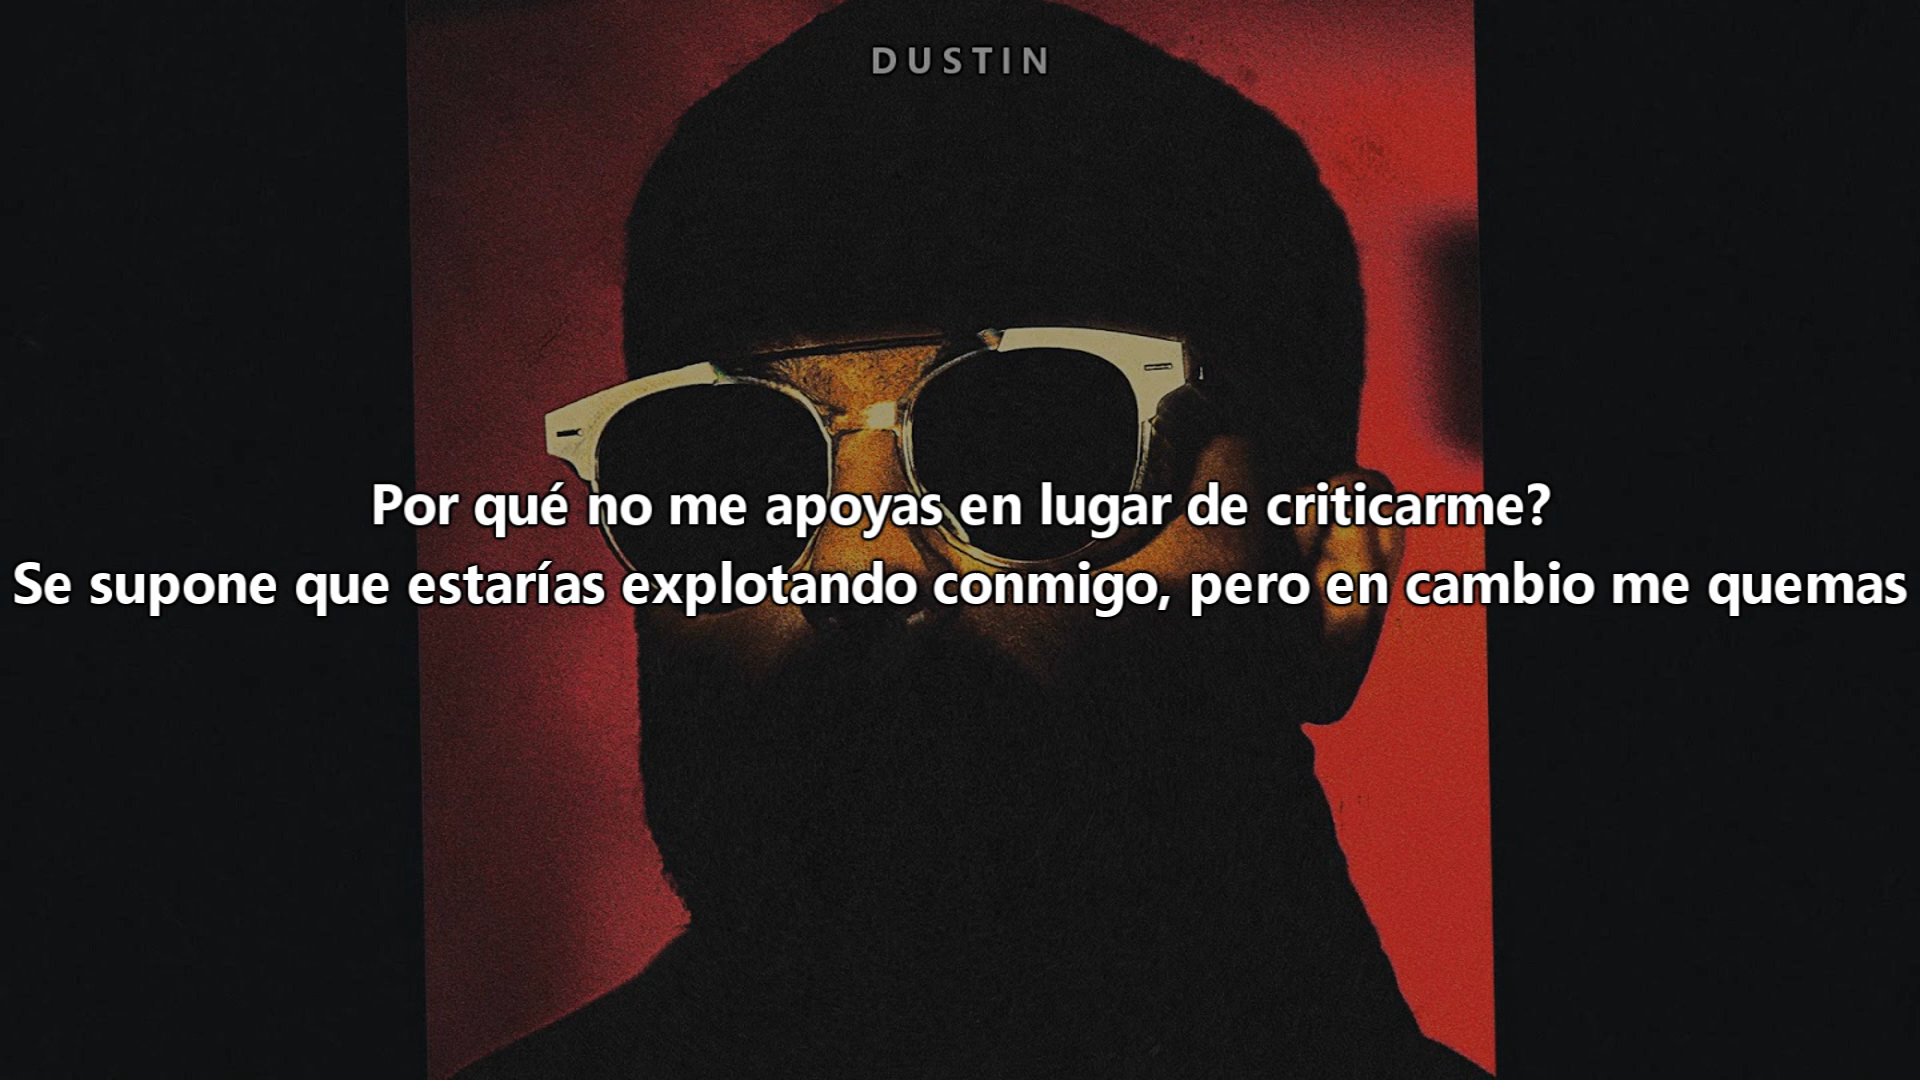 DUSTIN
Por qué no me apoyas en lugar de criticarme?
Se supone que estarías explotando conmigo, pero en cambio me quemas